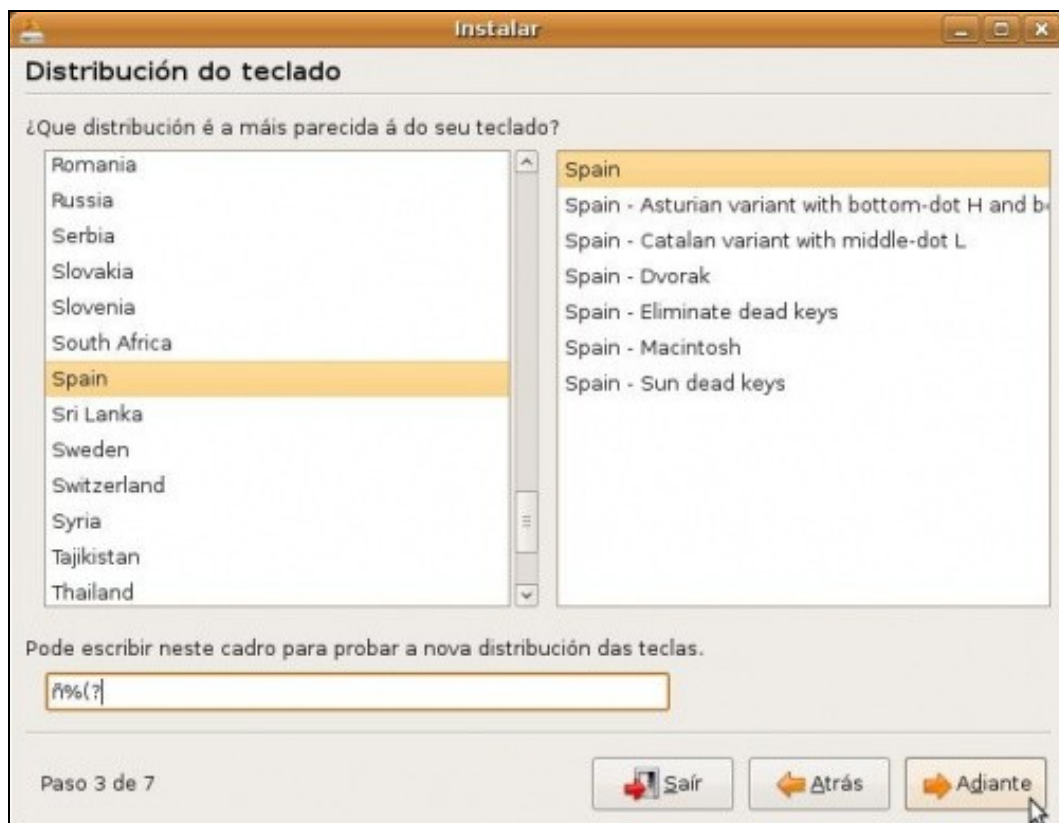 Instalar
Distribución do teclado
¿Que distribución é a máis parecida á do seu teclado?
Romania
Russia
Serbia
Slovakia
Slovenia
South Africa
Spain
Sri Lanka
Sweden
Switzerland
Syria
Tajikistan
Thailand
Spain
Spain - Asturian variant with bottom-dot H and b
Spain - Catalan variant with middle-dot L
Spain - Dvorak
Spain - Eliminate dead keys
Spain - Macintosh
Spain - Sun dead keys
Pode escribir neste cadro para probar a nova distribución das teclas.
ñ%(?
Paso 3 de 7
Saír
Atrás
Adiante